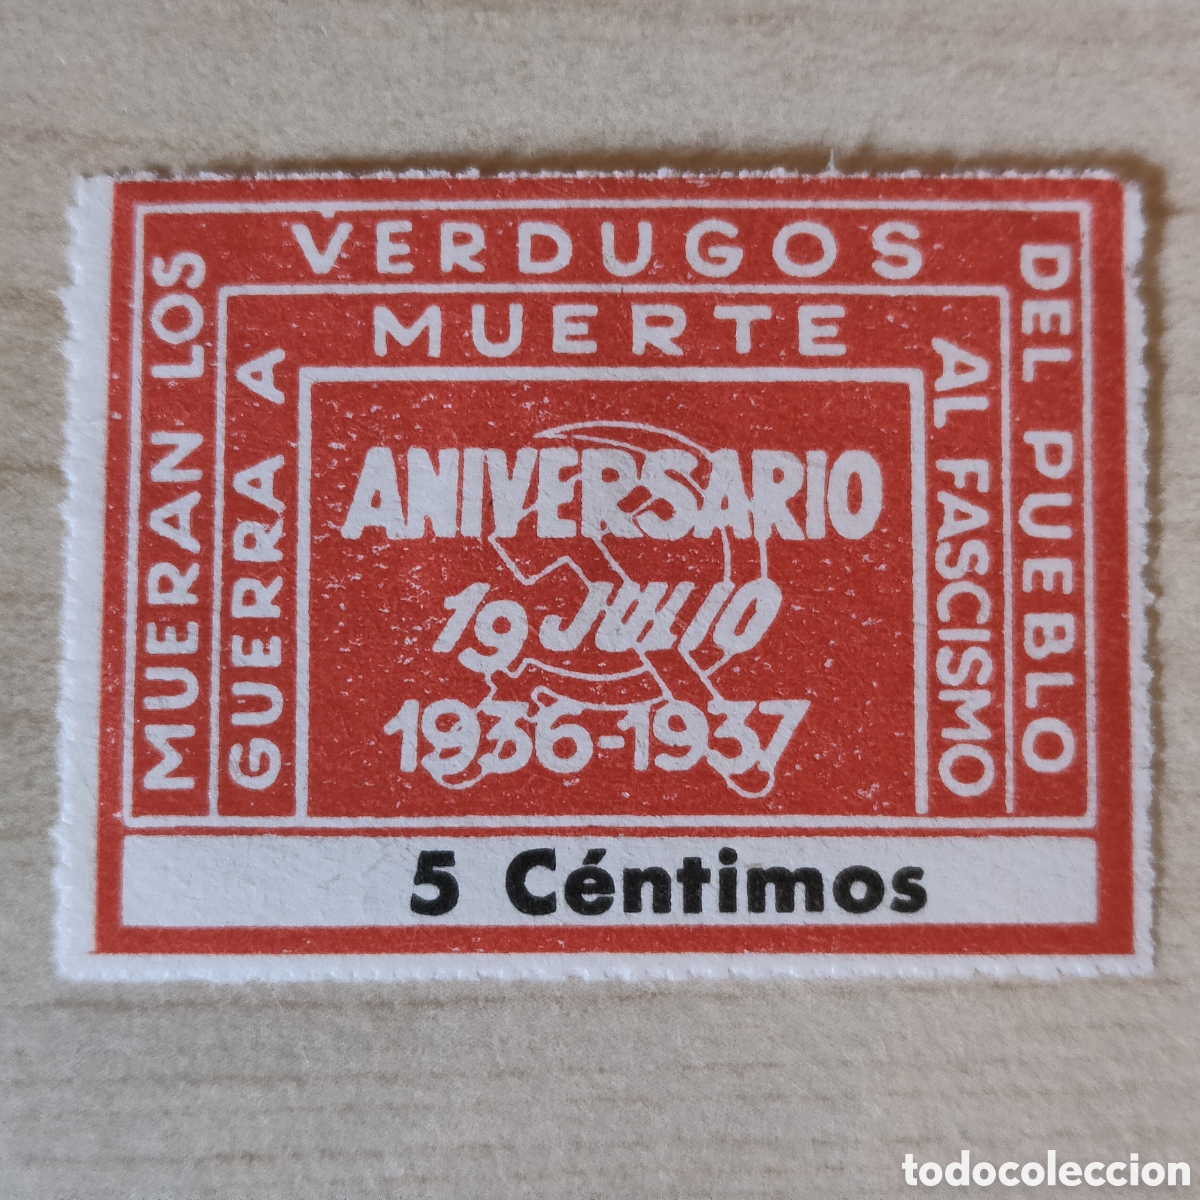 MUERAN LOS
VERDUGOS
DEL PUEBLO
GUERRA A
MUERTE
AL FASCISMO
ANIVERSARIO
19 JULIO
1936-1937
5 Céntimos
todocoleccion